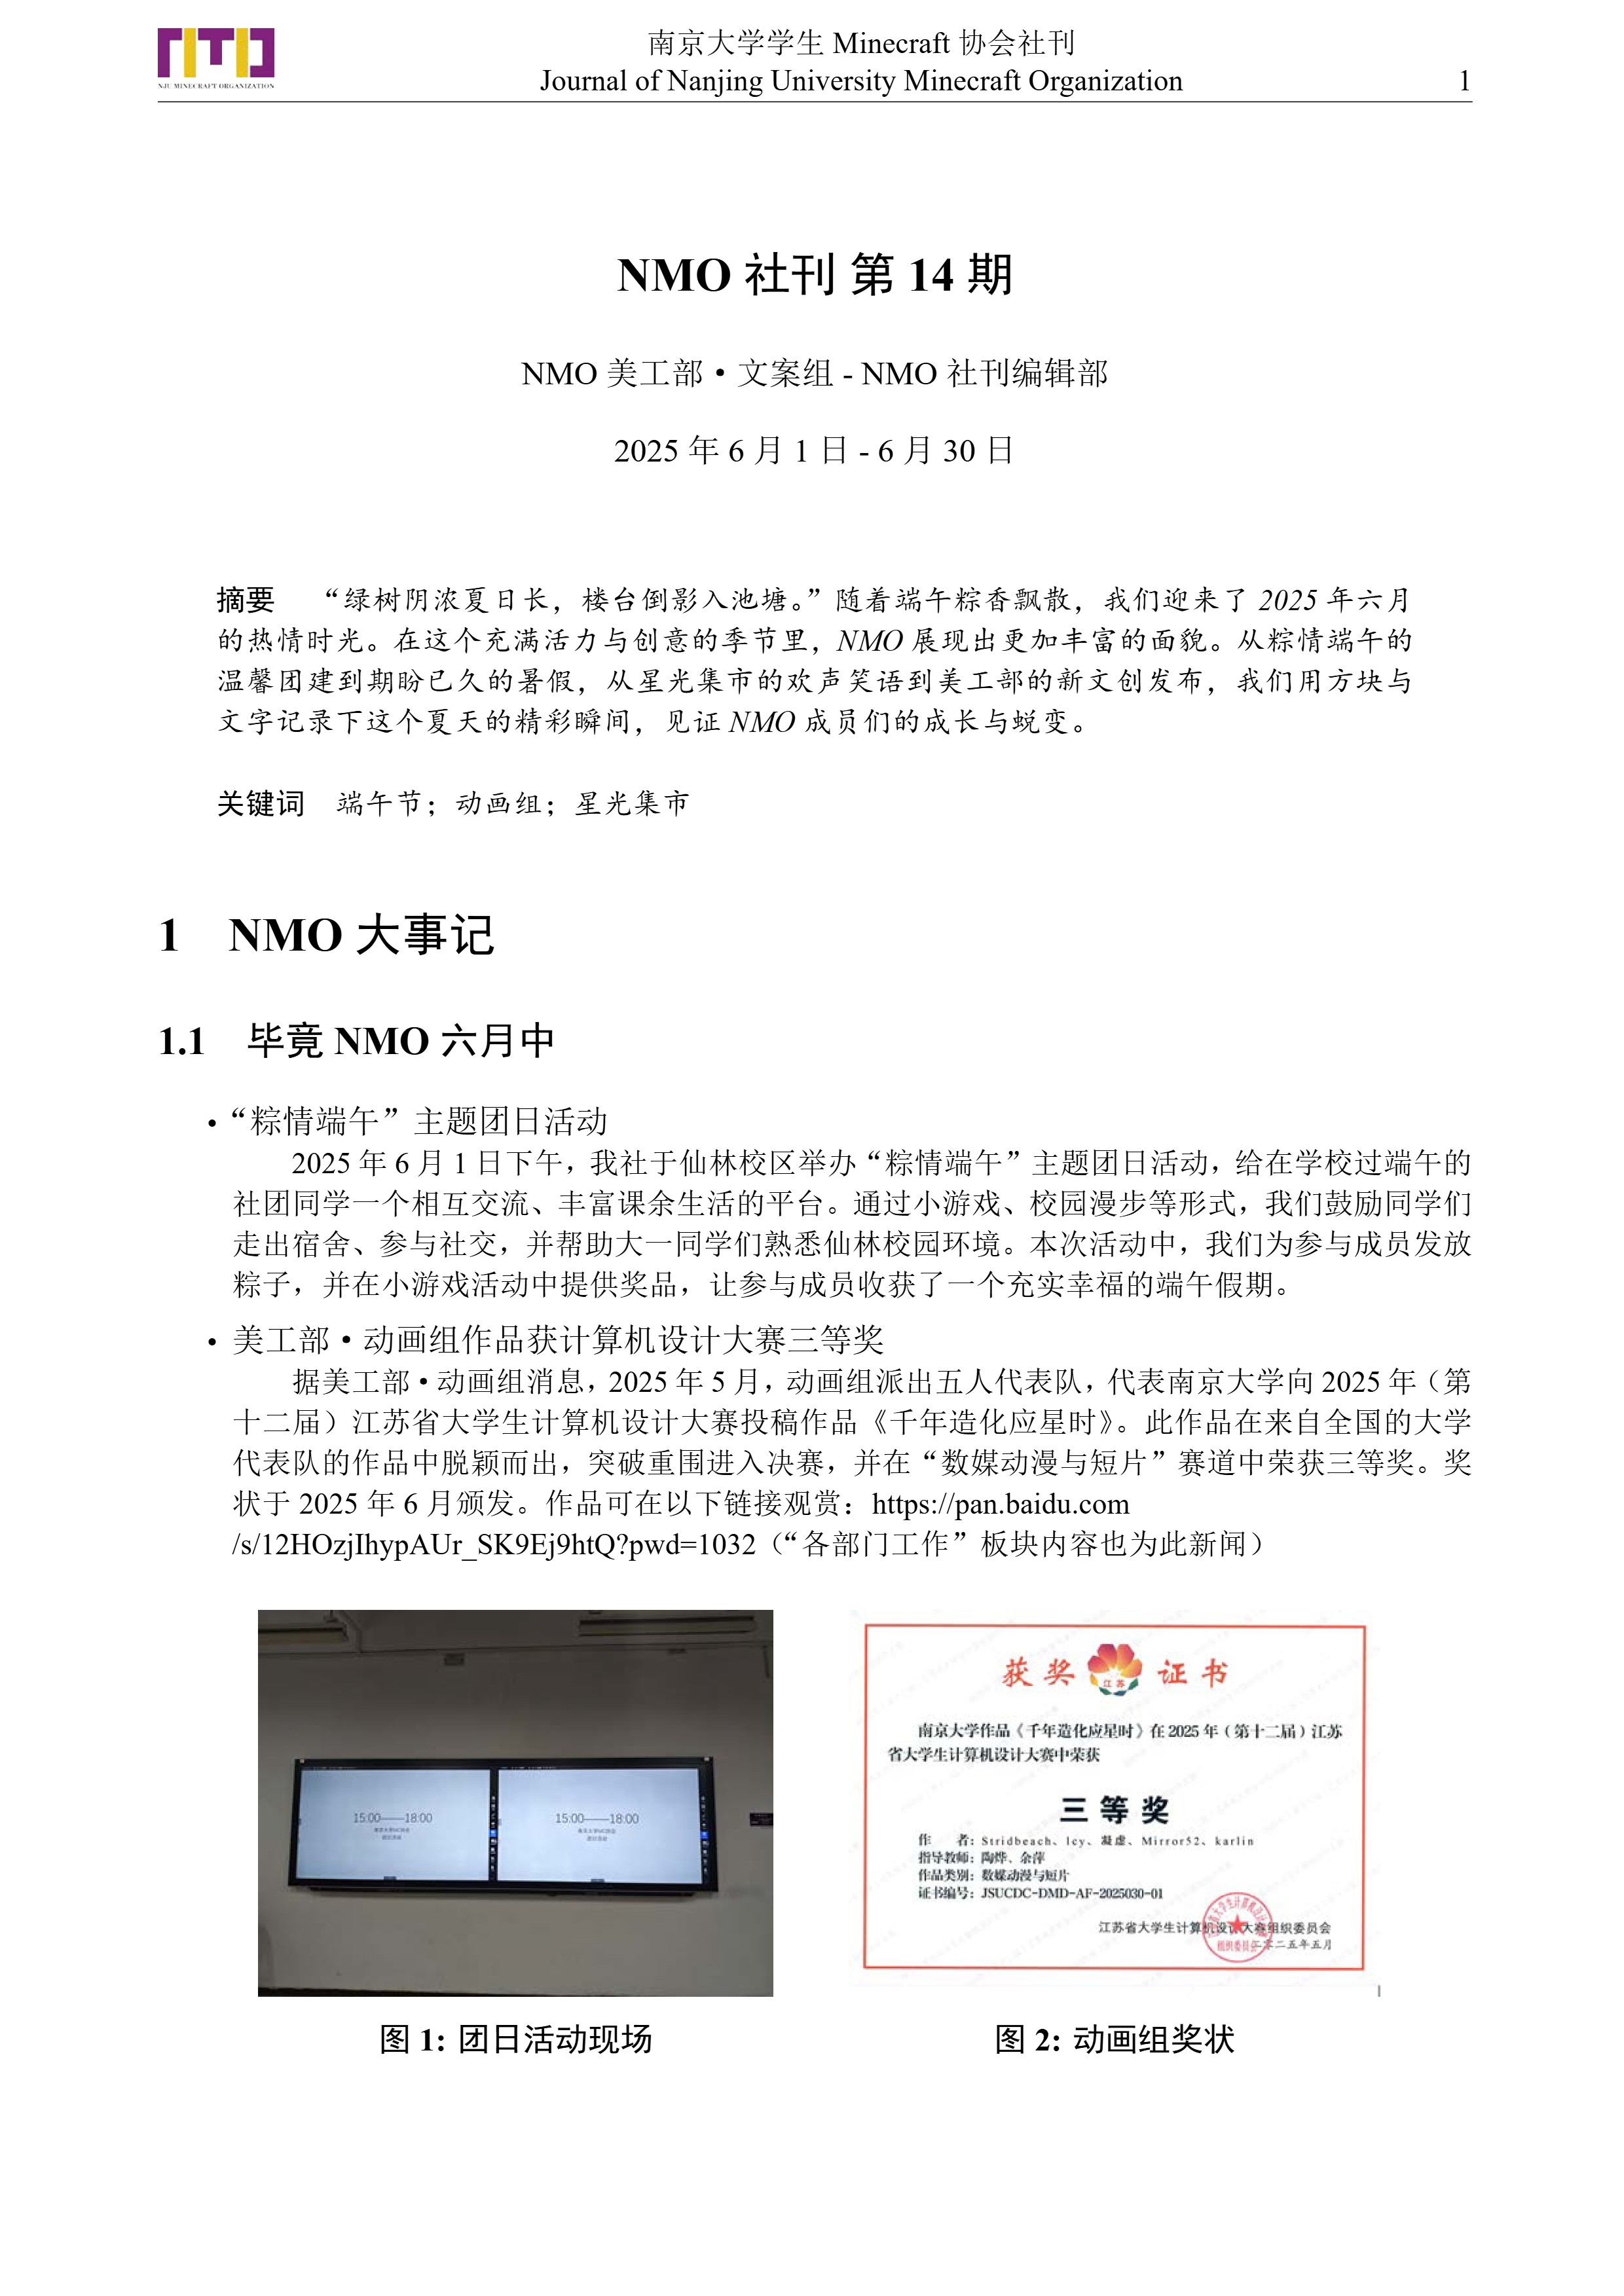 NJU MINECRAFT ORGANIZATION
南京大学学生 Minecraft 协会社刊
Journal of Nanjing University Minecraft Organization
1
NMO 社刊 第 14 期
NMO 美工部·文案组 - NMO 社刊编辑部
2025 年 6 月 1 日 - 6 月 30 日
摘要 “绿树阴浓夏日长，楼台倒影入池塘。”随着端午粽香飘散，我们迎来了 2025 年六月
的热情时光。在这个充满活力与创意的季节里，NMO 展现出更加丰富的面貌。从粽情端午的
温馨团建到期盼已久的暑假，从星光集市的欢声笑语到美工部的新文创发布，我们用方块与
文字记录下这个夏天的精彩瞬间，见证 NMO 成员们的成长与蜕变。
关键词 端午节；动画组；星光集市
1 NMO 大事记
1.1 毕竟 NMO 六月中
• “粽情端午”主题团日活动
2025 年 6 月 1 日下午，我社于仙林校区举办“粽情端午”主题团日活动，给在学校过端午的
社团同学一个相互交流、丰富课余生活的平台。通过小游戏、校园漫步等形式，我们鼓励同学们
走出宿舍、参与社交，并帮助大一同学们熟悉仙林校园环境。本次活动中，我们为参与成员发放
粽子，并在小游戏活动中提供奖品，让参与成员收获了一个充实幸福的端午假期。
• 美工部·动画组作品获计算机设计大赛三等奖
据美工部·动画组消息，2025 年 5 月，动画组派出五人代表队，代表南京大学向 2025 年（第
十二届）江苏省大学生计算机设计大赛投稿作品《千年造化应星时》。此作品在来自全国的大学
代表队的作品中脱颖而出，突破重围进入决赛，并在“数媒动漫与短片”赛道中荣获三等奖。奖
状于 2025 年 6 月颁发。作品可在以下链接观赏：https://pan.baidu.com
/s/12HOzjIhypAUr_SK9Ej9htQ?pwd=1032（“各部门工作”板块内容也为此新闻）
15:00——18:00
15:00——18:00
获奖 江苏 证书
南京大学作品《千年造化应星时》在 2025 年（第十二届）江苏
省大学生计算机设计大赛中荣获
三等奖
作 者：Stridbeach、lcy、凝虚、Mirror52、karlin
指导教师：陶烨、余萍
作品类别：数媒动漫与短片
证书编号：JSUCDC-DMD-AF-2025030-01
江苏省大学生计算机设计大赛组织委员会
二零二五年五月
图 1: 团日活动现场
图 2: 动画组奖状